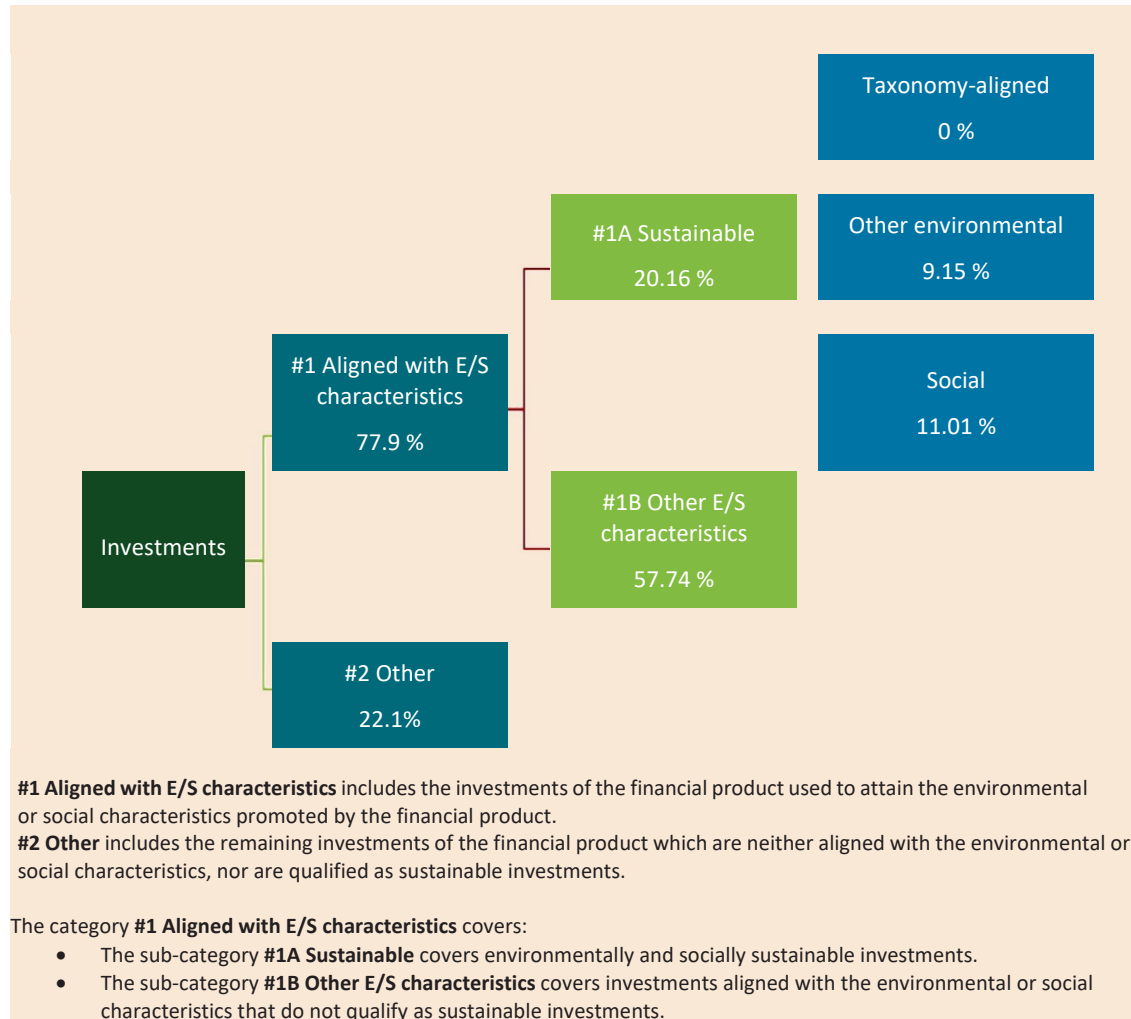 Taxonomy-aligned
0 %
#1A Sustainable
20.16 %
Other environmental
9.15 %
#1 Aligned with E/S
characteristics
77.9 %
Social
11.01 %
Investments
#1B Other E/S
characteristics
57.74 %
#2 Other
22.1%
#1 Aligned with E/S characteristics includes the investments of the financial product used to attain the environmental
or social characteristics promoted by the financial product.
#2 Other includes the remaining investments of the financial product which are neither aligned with the environmental or
social characteristics, nor are qualified as sustainable investments.
The category #1 Aligned with E/S characteristics covers:
• The sub-category #1A Sustainable covers environmentally and socially sustainable investments.
• The sub-category #1B Other E/S characteristics covers investments aligned with the environmental or social
characteristics that do not qualify as sustainable investments.